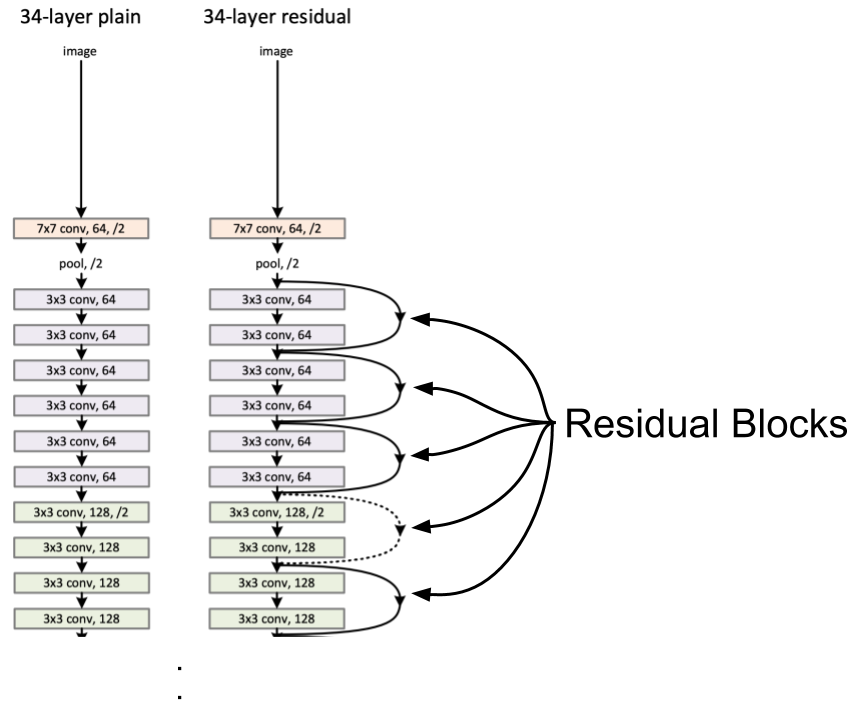 34-layer plain
image
7x7 conv, 64, /2
pool, /2
3x3 conv, 64
3x3 conv, 64
3x3 conv, 64
3x3 conv, 64
3x3 conv, 64
3x3 conv, 64
3x3 conv, 128, /2
3x3 conv, 128
3x3 conv, 128
3x3 conv, 128
34-layer residual
image
7x7 conv, 64, /2
pool, /2
3x3 conv, 64
3x3 conv, 64
3x3 conv, 64
3x3 conv, 64
3x3 conv, 64
3x3 conv, 64
3x3 conv, 128, /2
3x3 conv, 128
3x3 conv, 128
3x3 conv, 128
Residual Blocks
.
.